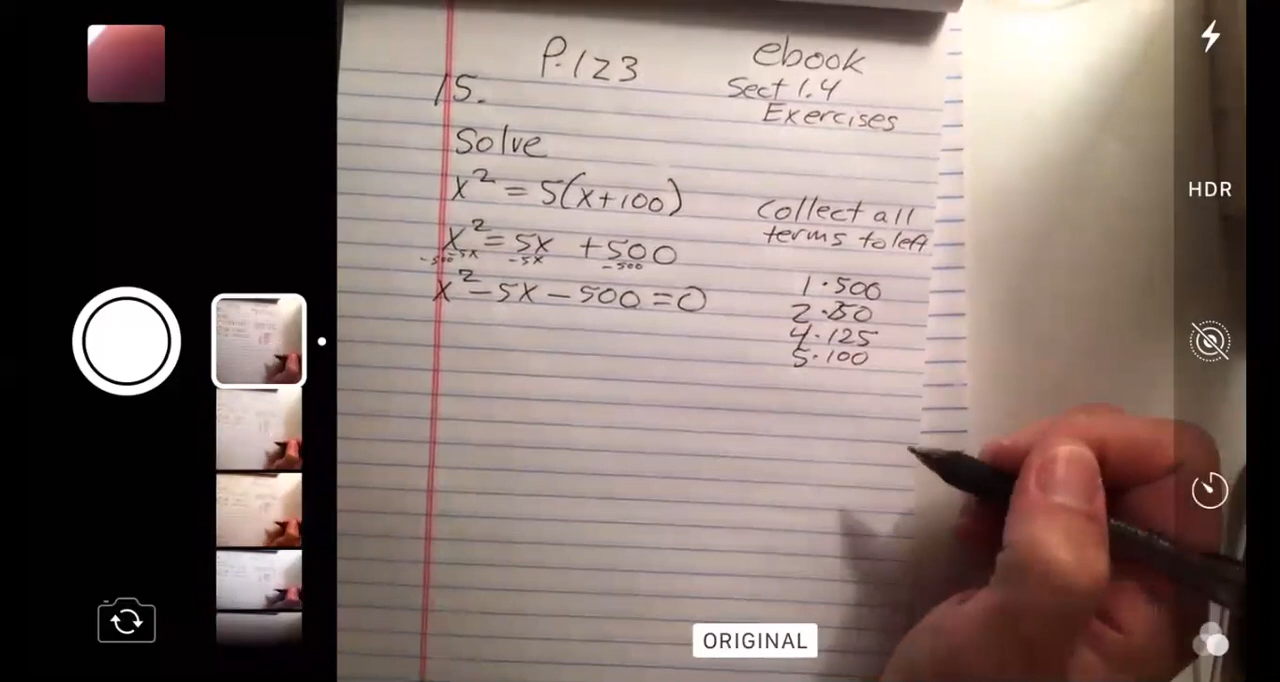 P.123
ebook
Sect 1.4
Exercises
15.
Solve
x² = 5(x+100)
x² = 5x + 500
-500 -5x -5x -500
x² - 5x - 500 = 0
Collect all
terms to left
1·500
2·250
4·125
5·100
HDR
ORIGINAL